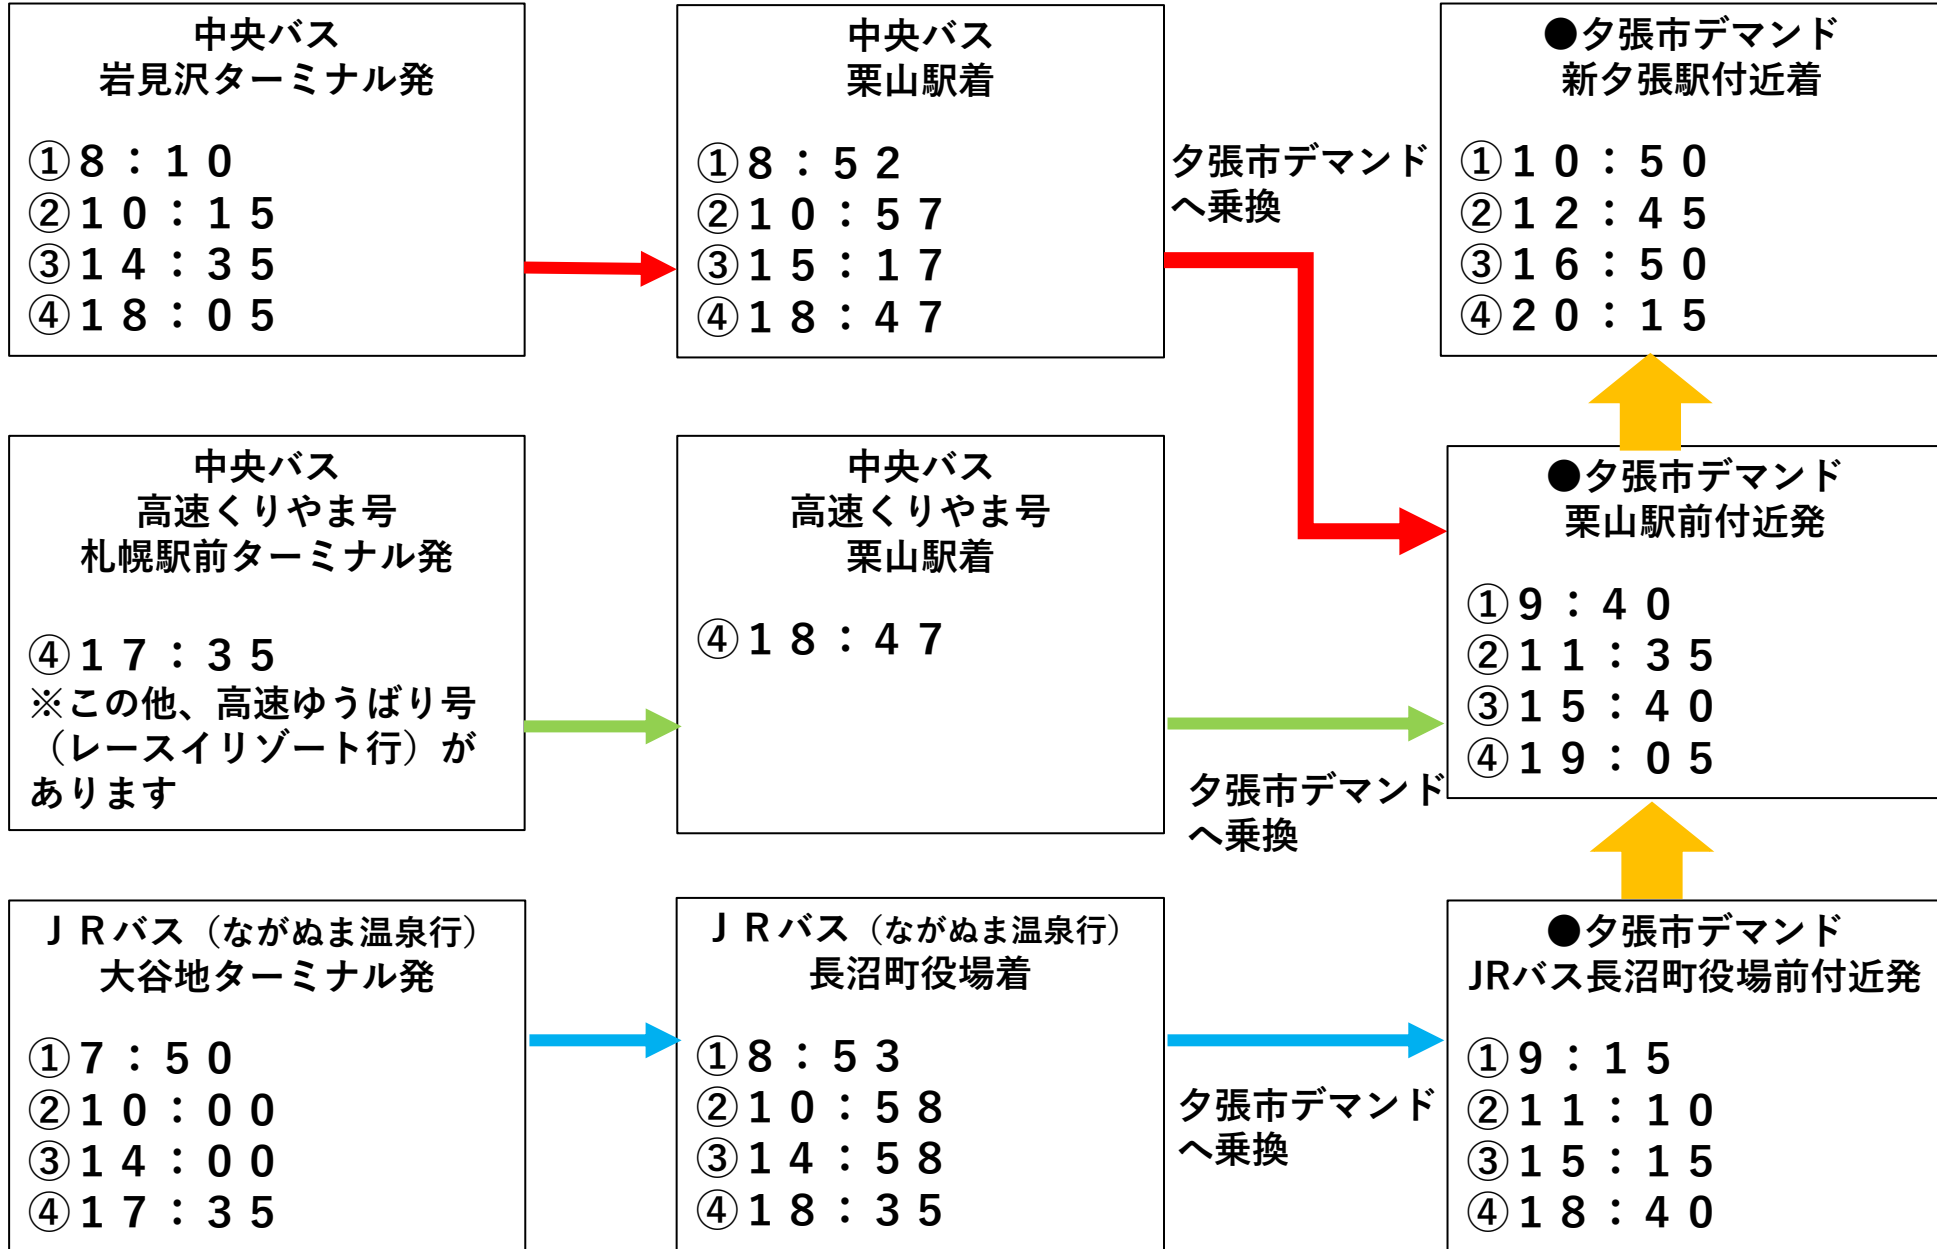 中央バス
岩見沢ターミナル発
①８：１０
②１０：１５
③１４：３５
④１８：０５
中央バス
栗山駅着
①８：５２
②１０：５７
③１５：１７
④１８：４７
夕張市デマンド
へ乗換
●夕張市デマンド
新夕張駅付近着
①１０：５０
②１２：４５
③１６：５０
④２０：１５
中央バス
高速くりやま号
札幌駅前ターミナル発
④１７：３５
※この他、高速ゆうばり号
（レースイリゾート行）が
あります
中央バス
高速くりやま号
栗山駅着
④１８：４７
夕張市デマンド
へ乗換
●夕張市デマンド
栗山駅前付近発
①９：４０
②１１：３５
③１５：４０
④１９：０５
ＪＲバス（ながぬま温泉行）
大谷地ターミナル発
①７：５０
②１０：００
③１４：００
④１７：３５
ＪＲバス（ながぬま温泉行）
長沼町役場着
①８：５３
②１０：５８
③１４：５８
④１８：３５
夕張市デマンド
へ乗換
●夕張市デマンド
JRバス長沼町役場前付近発
①９：１５
②１１：１０
③１５：１５
④１８：４０